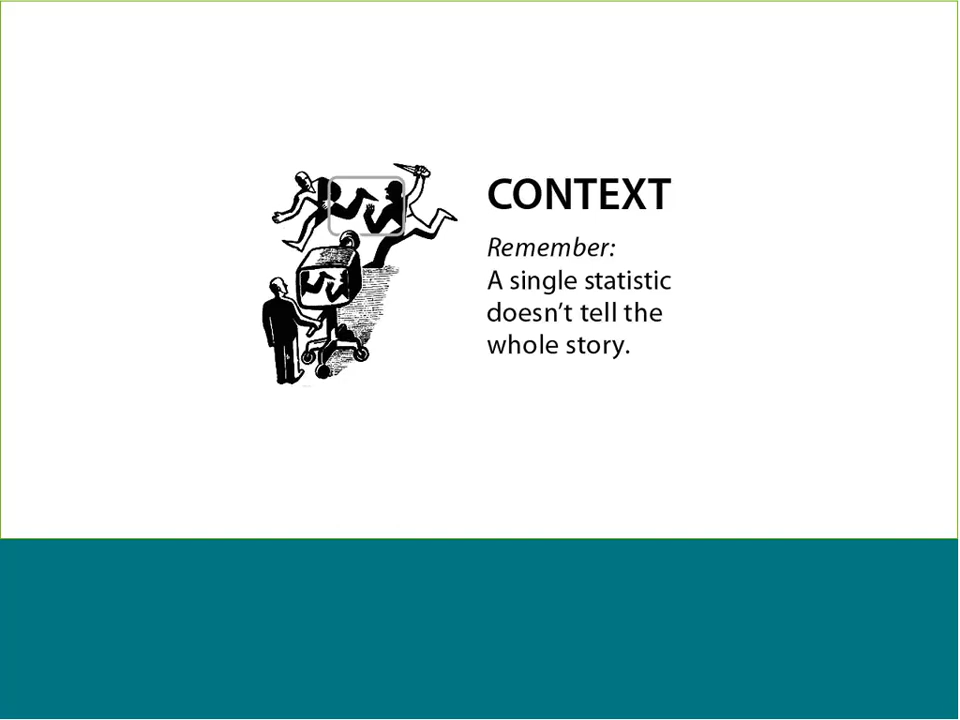 CONTEXT
Remember:
A single statistic
doesn’t tell the
whole story.